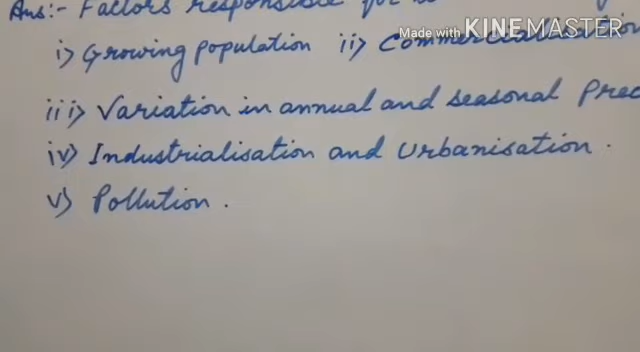 Ans:- Factors responsible for
i) Growing population ii)
iii) Variation in annual and seasonal
iv) Industrialisation and Urbanisation.
v) Pollution.
Made with KINEMASTER